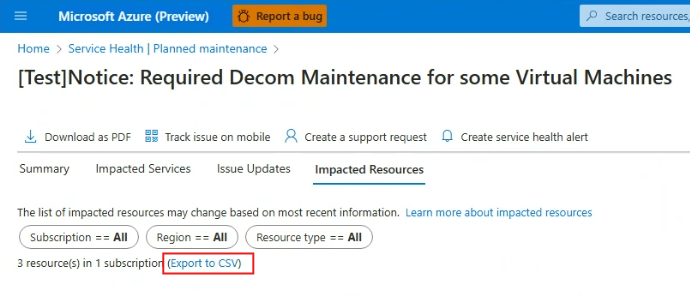 Microsoft Azure (Preview) Report a bug Search resources,
Home > Service Health | Planned maintenance >
[Test]Notice: Required Decom Maintenance for some Virtual Machines
Download as PDF Track issue on mobile Create a support request Create service health alert
Summary Impacted Services Issue Updates Impacted Resources
The list of impacted resources may change based on most recent information. Learn more about impacted resources
Subscription == All Region == All Resource type == All
3 resource(s) in 1 subscription (Export to CSV)